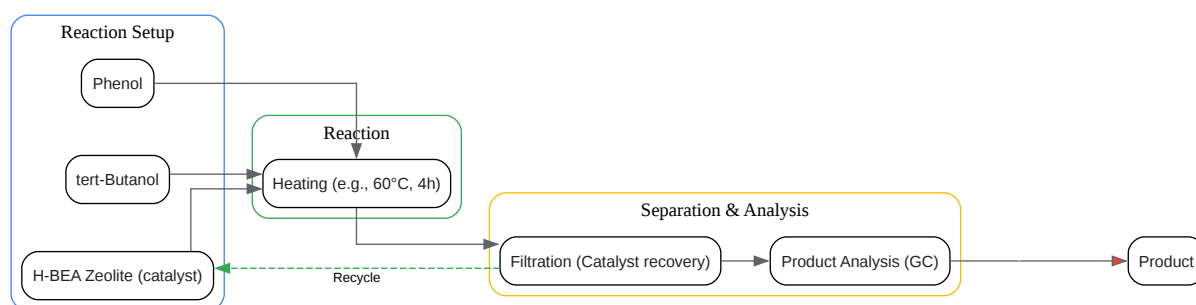 Reaction Setup
Phenol
Reaction
tert-Butanol
Heating (e.g., 60°C, 4h)
Separation & Analysis
H-BEA Zeolite (catalyst)
Recycle
Filtration (Catalyst recovery)
Product Analysis (GC)
Product